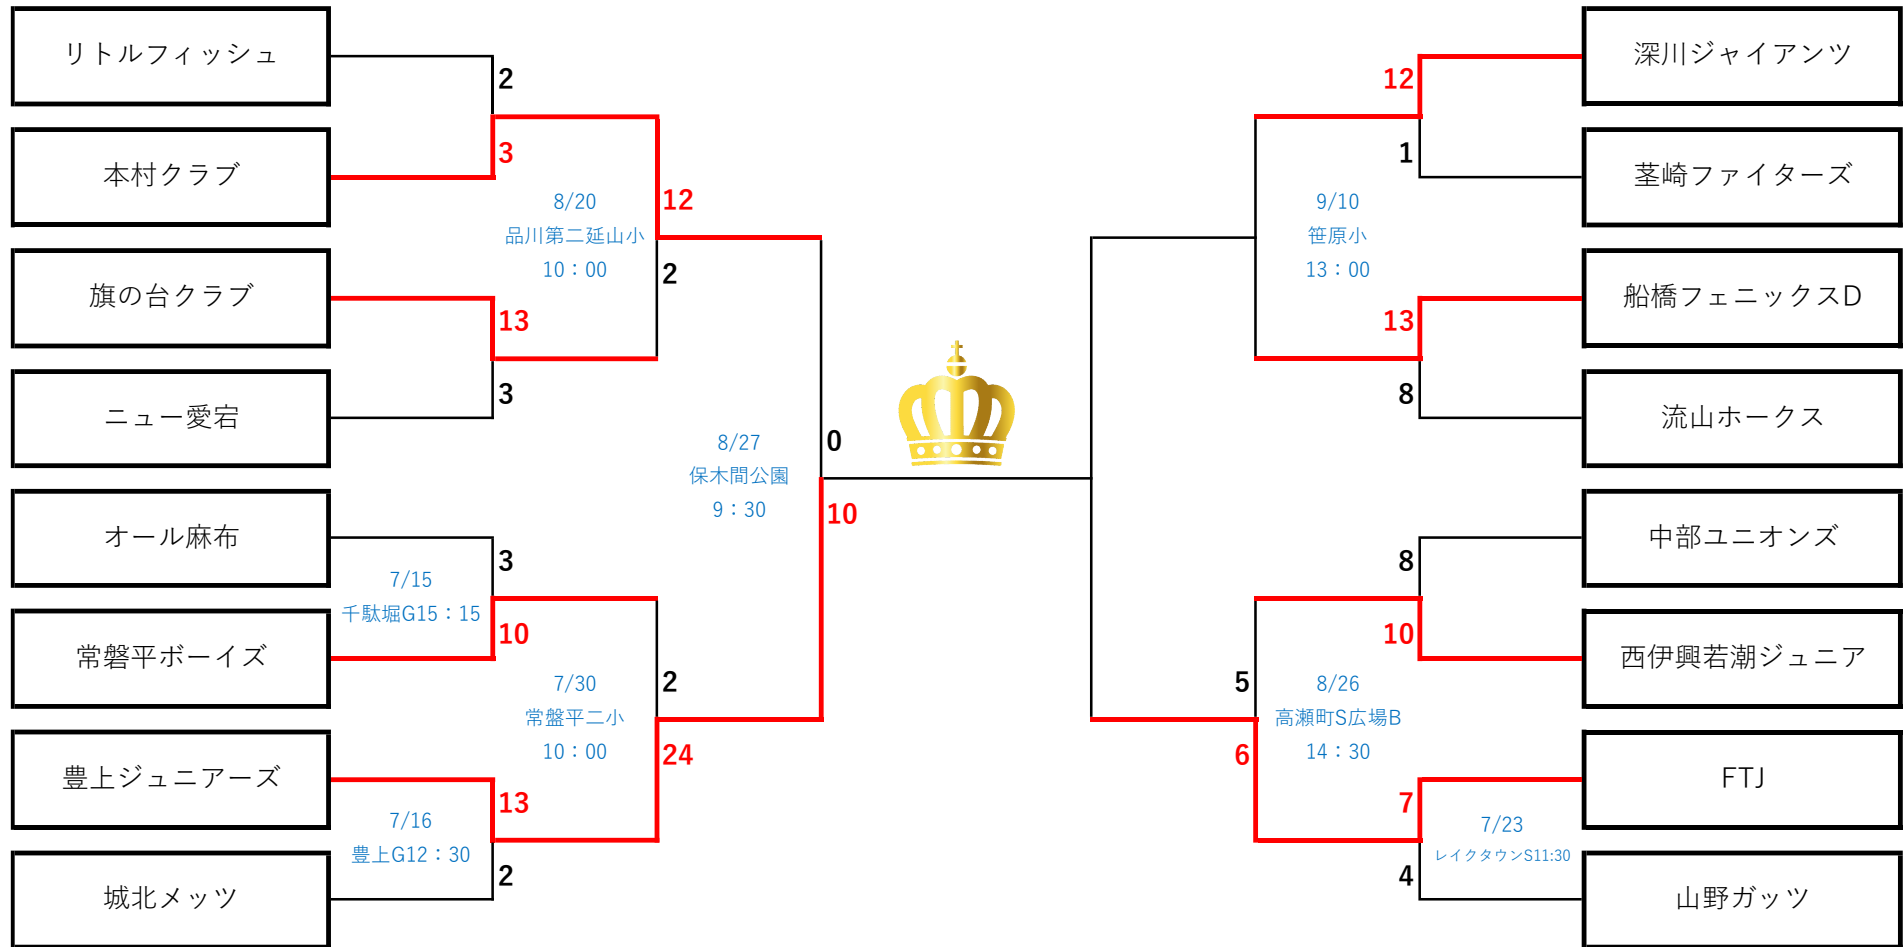 リトルフィッシュ
2
本村クラブ
3
8/20
品川第二延山小
10：00
12
旗の台クラブ
13
2
ニュー愛宕
3
8/27
保木間公園
9：30
0
10
オール麻布
3
7/15
千駄堀G15：15
常磐平ボーイズ
10
7/30
常盤平二小
10：00
2
24
豊上ジュニアーズ
13
7/16
豊上G12：30
城北メッツ
2
深川ジャイアンツ
12
茎崎ファイターズ
1
9/10
笹原小
13：00
船橋フェニックスD
13
流山ホークス
8
中部ユニオンズ
8
西伊興若潮ジュニア
10
8/26
高瀬町S広場B
14：30
5
6
FTJ
7
7/23
レイクタウンS11:30
山野ガッツ
4